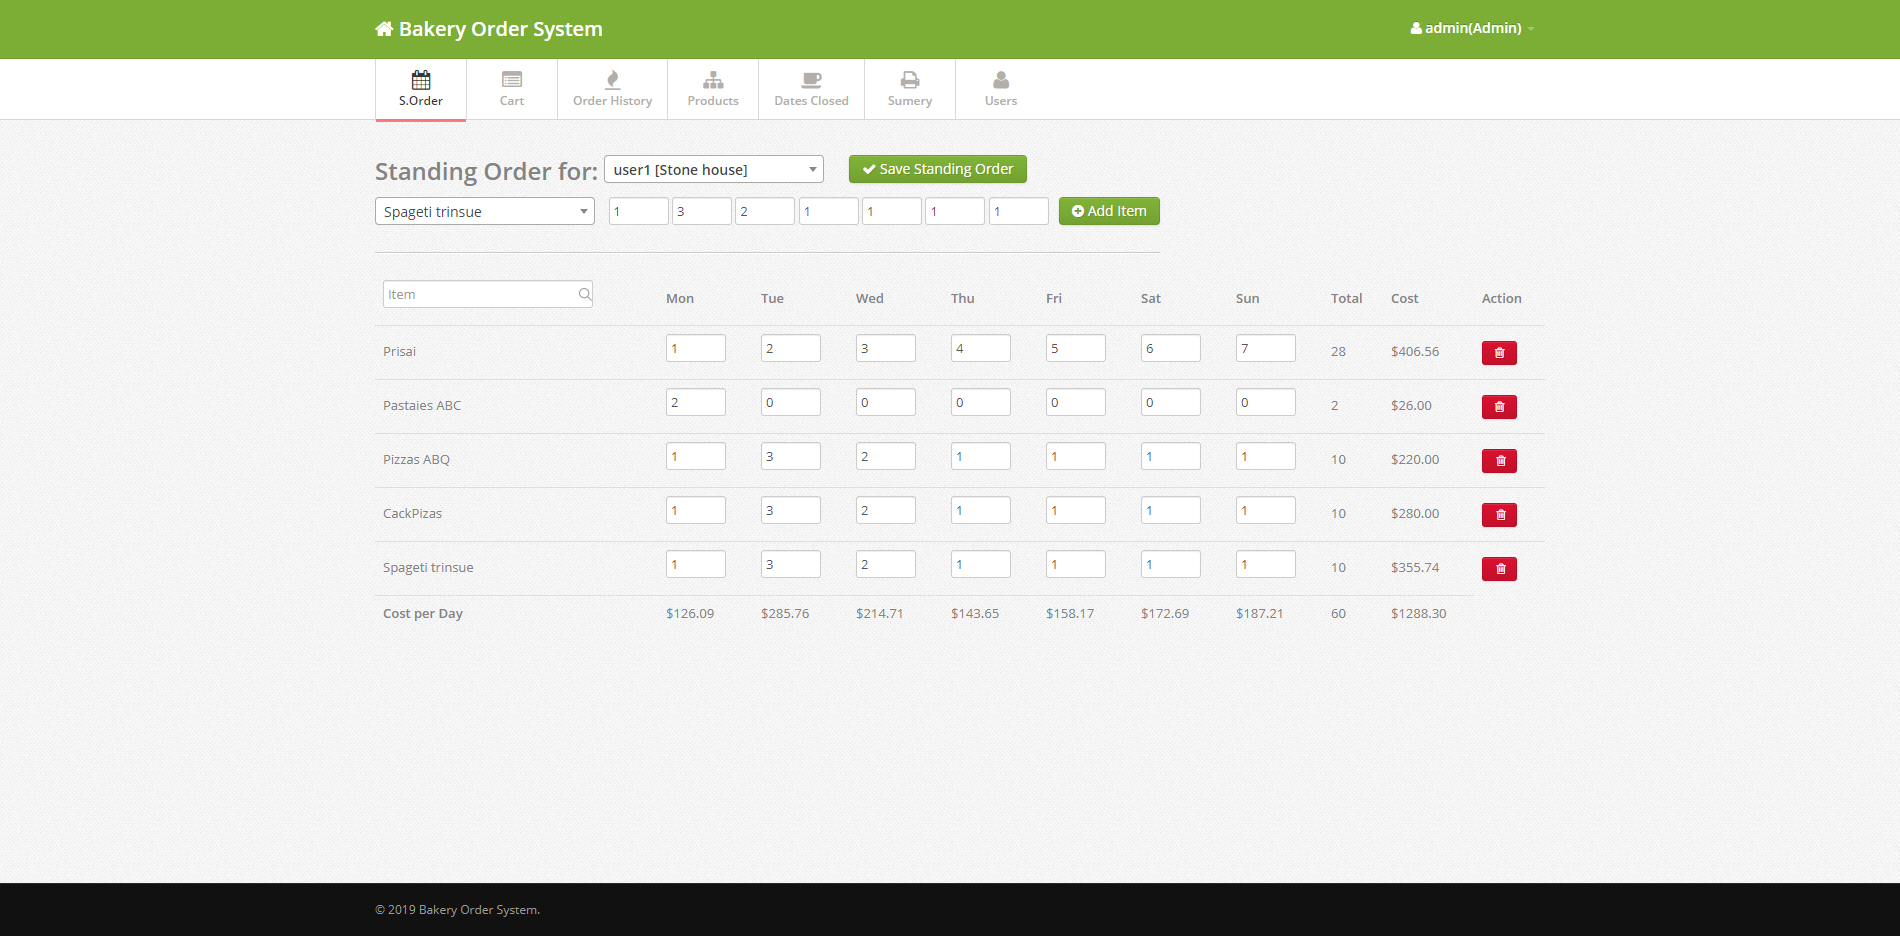 Bakery Order System
admin(Admin)
S.Order Cart Order History Products Dates Closed Sumery Users
Standing Order for: user1 [Stone house] Save Standing Order
Spageti trinsue 1 3 2 1 1 1 1 Add Item
Item Mon Tue Wed Thu Fri Sat Sun Total Cost Action
Prisai 1 2 3 4 5 6 7 28 $406.56
Pastaies ABC 2 0 0 0 0 0 0 2 $26.00
Pizzas ABQ 1 3 2 1 1 1 1 10 $220.00
CackPizas 1 3 2 1 1 1 1 10 $280.00
Spageti trinsue 1 3 2 1 1 1 1 10 $355.74
Cost per Day $126.09 $285.76 $214.71 $143.65 $158.17 $172.69 $187.21 60 $1288.30
© 2019 Bakery Order System.